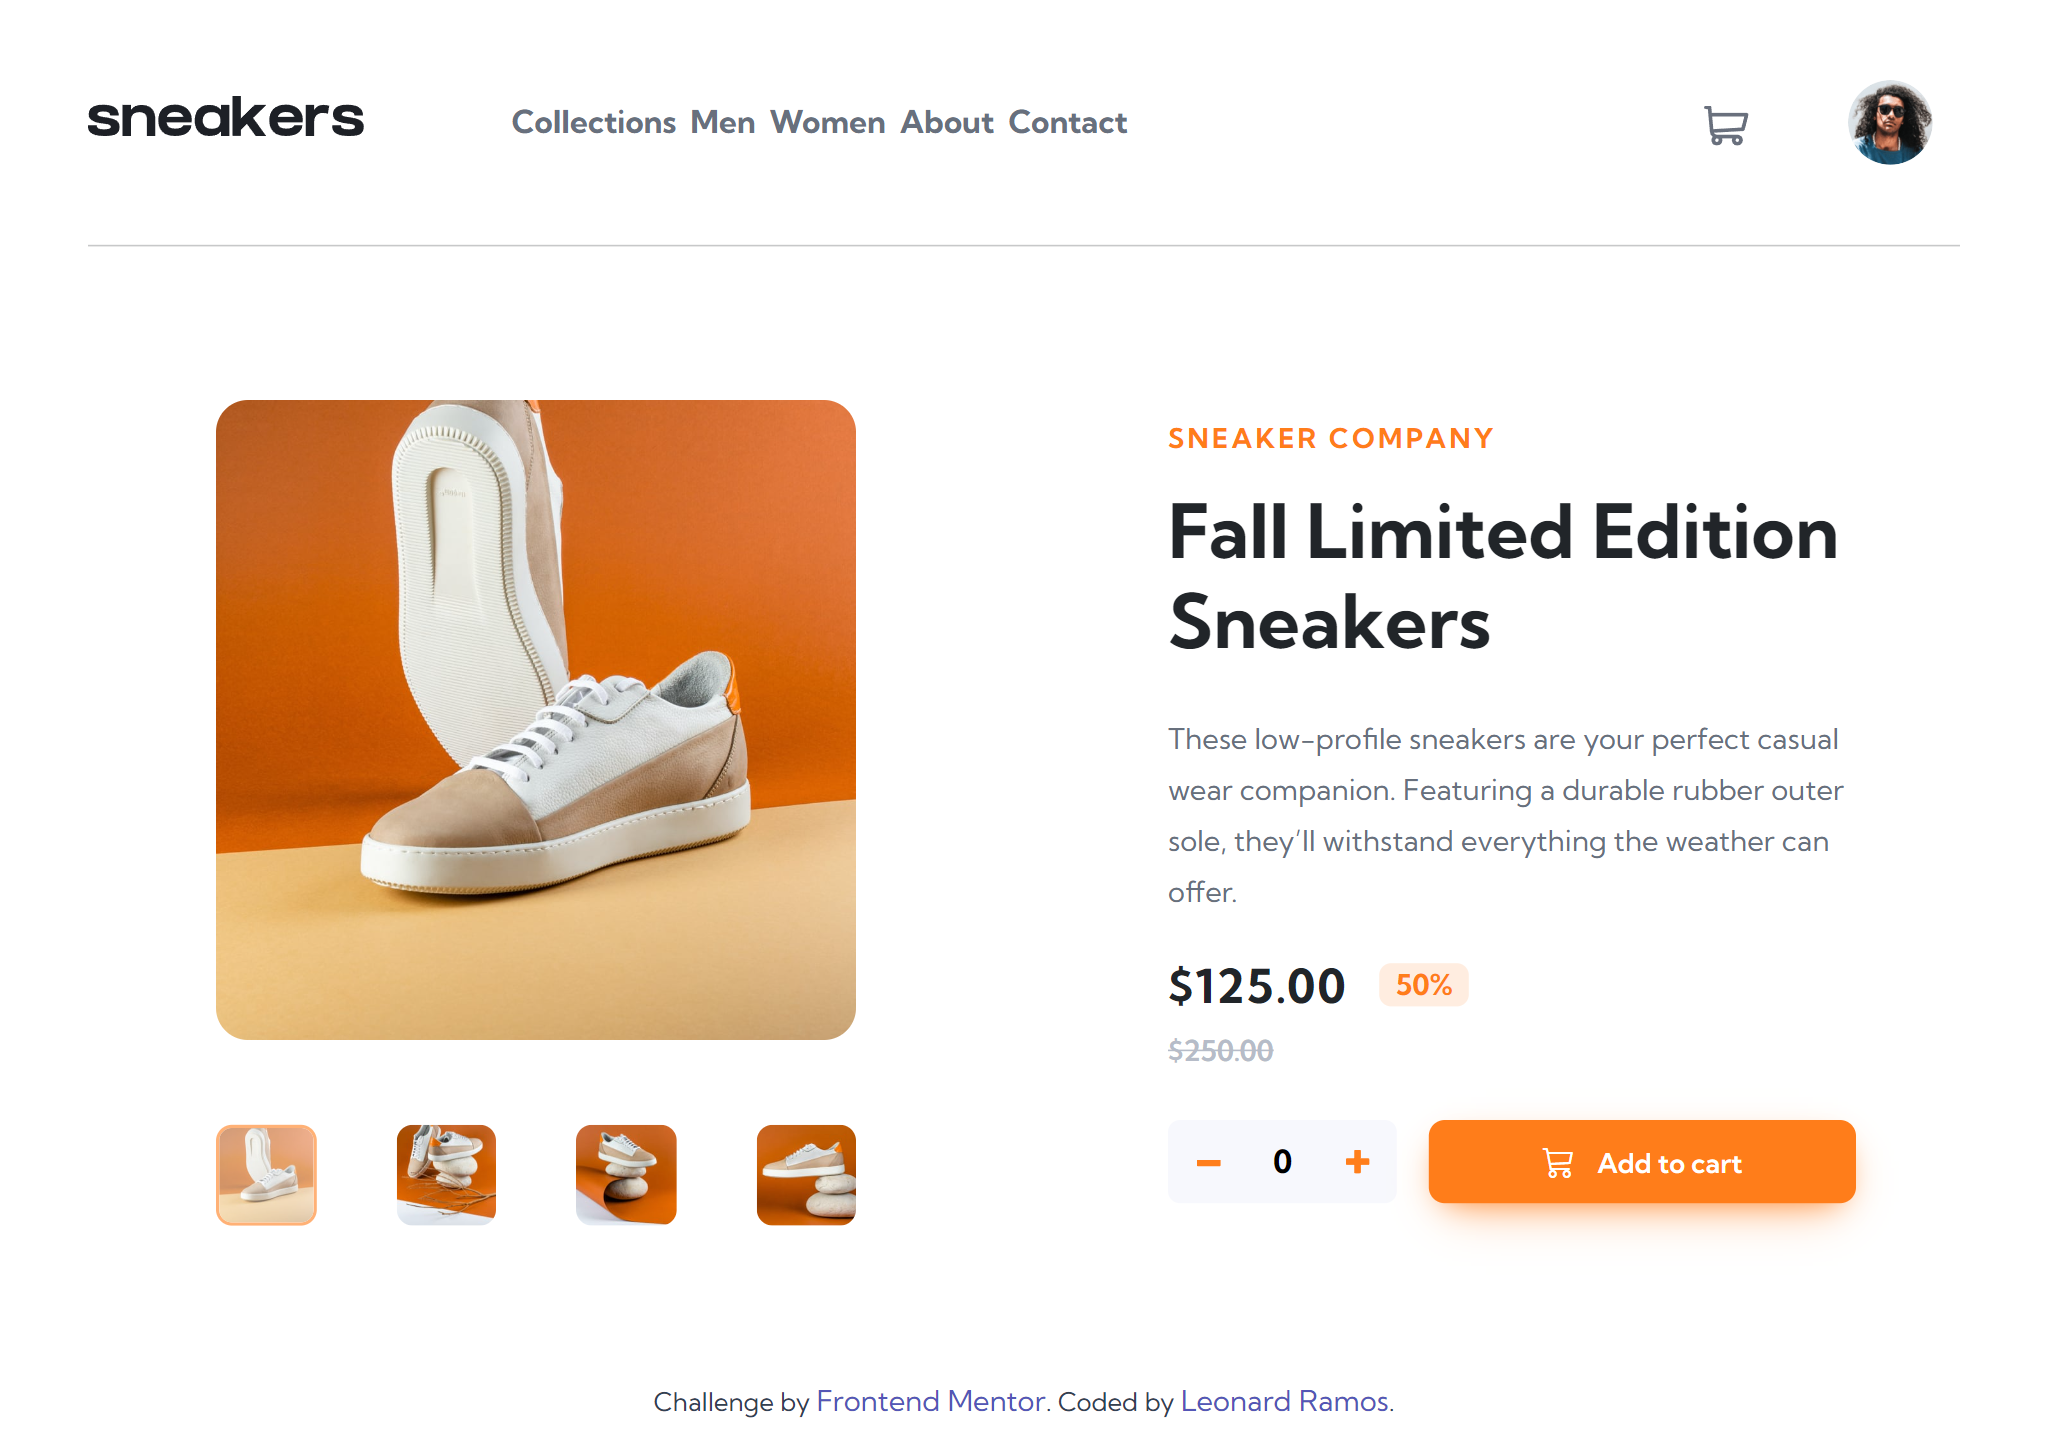 sneakers
Collections Men Women About Contact
SNEAKER COMPANY
Fall Limited Edition
Sneakers
These low-profile sneakers are your perfect casual
wear companion. Featuring a durable rubber outer
sole, they’ll withstand everything the weather can
offer.
$125.00 50%
$250.00
0
Add to cart
Challenge by Frontend Mentor. Coded by Leonard Ramos.